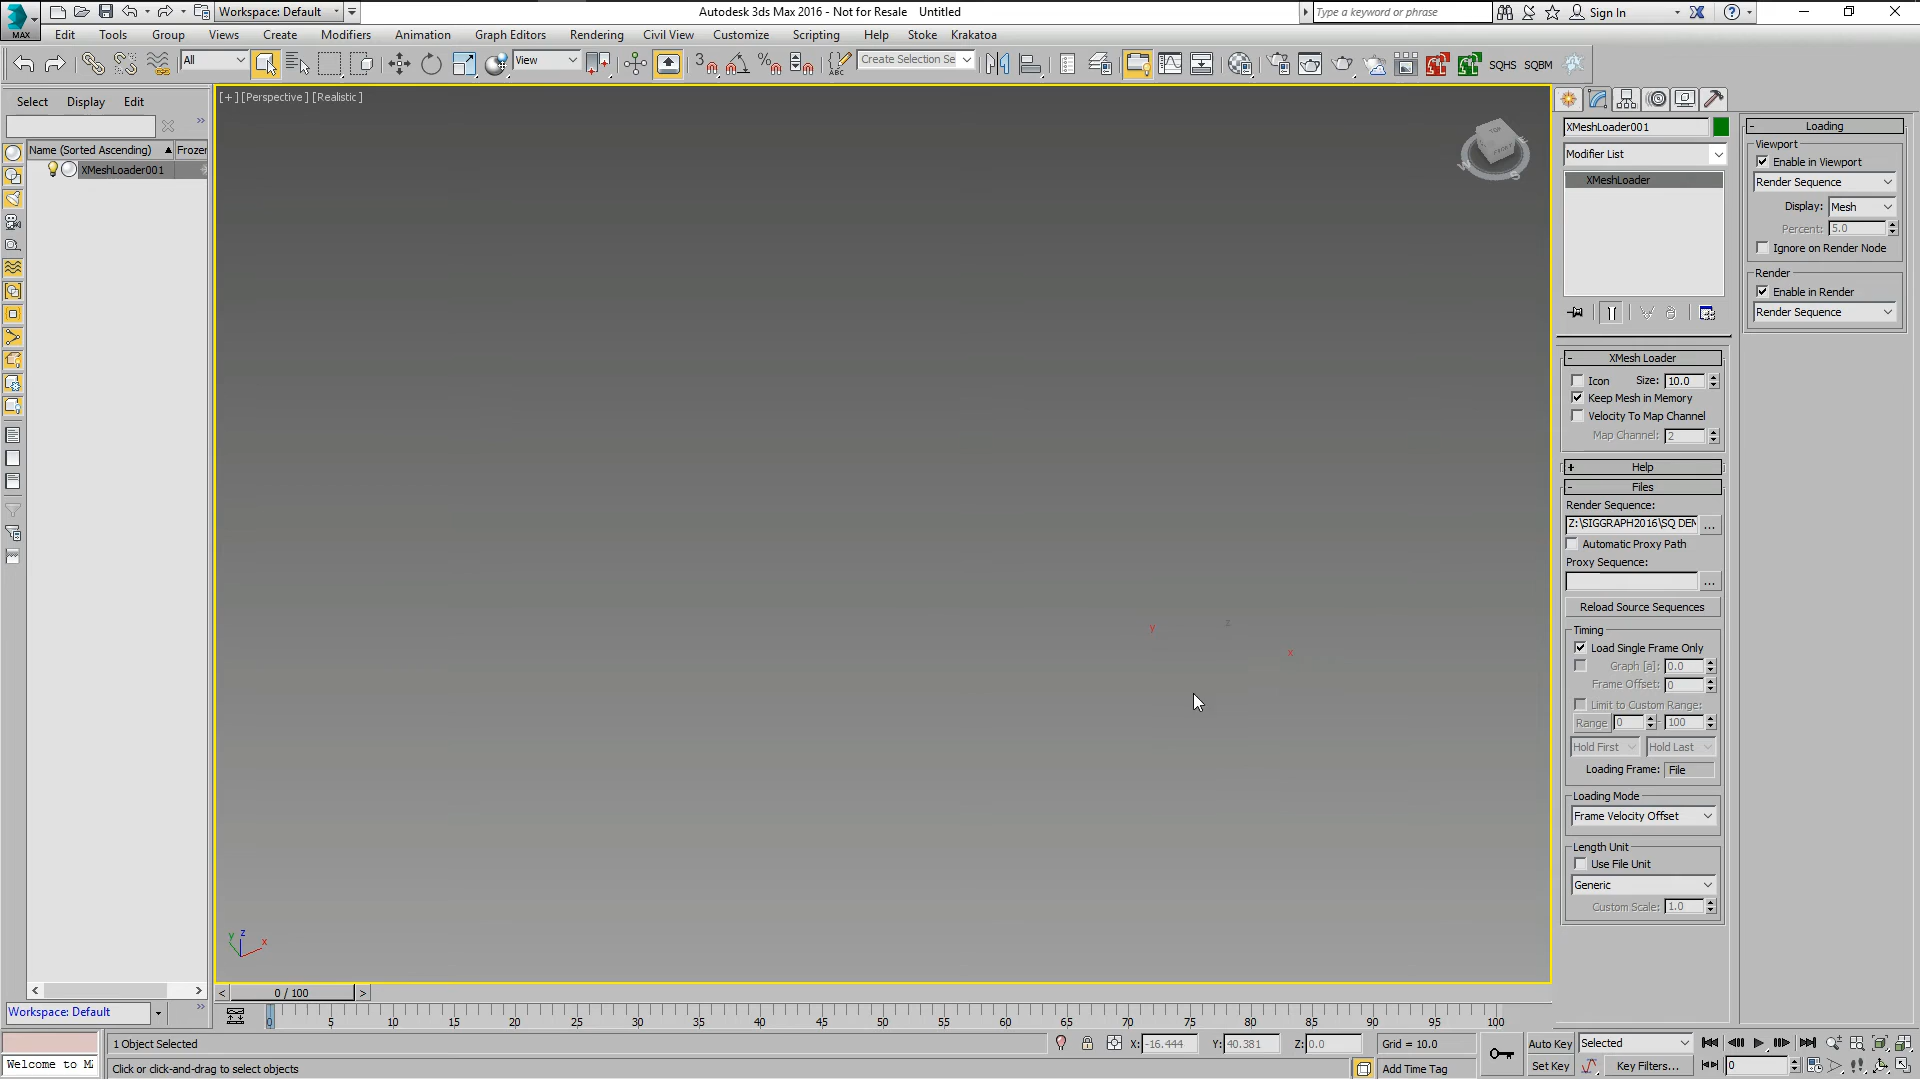 Workspace: Default
Autodesk 3ds Max 2016 - Not for Resale   Untitled
Type a keyword or phrase
Sign In
MAX
Edit Tools Group Views Create Modifiers Animation Graph Editors Rendering Civil View Customize Scripting Help Stoke Krakatoa
All
View
3
ABC
Create Selection Se
SQHS SQBM
Select Display Edit
Name (Sorted Ascending) Frozen
XMeshLoader001
[+] [Perspective ] [Realistic ]
TOP
FRONT
y
z
x
z
y
x
XMeshLoader001
Modifier List
XMeshLoader
- XMesh Loader
Icon Size: 10.0
Keep Mesh in Memory
Velocity To Map Channel
Map Channel: 2
+ Help
- Files
Render Sequence:
Z:\SIGGRAPH2016\SQ DEM ...
Automatic Proxy Path
Proxy Sequence:
...
Reload Source Sequences
Timing
Load Single Frame Only
Graph [a]: 0.0
Frame Offset: 0
Limit to Custom Range:
Range 0 - 100
Hold First Hold Last
Loading Frame: File
Loading Mode
Frame Velocity Offset
Length Unit
Use File Unit
Generic
Custom Scale: 1.0
- Loading
Viewport
Enable in Viewport
Render Sequence
Display: Mesh
Percent: 5.0
Ignore on Render Node
Render
Enable in Render
Render Sequence
< 0 / 100 >
Workspace: Default
0 5 10 15 20 25 30 35 40 45 50 55 60 65 70 75 80 85 90 95 100
1 Object Selected
X: -16.444 Y: 40.381 Z: 0.0 Grid = 10.0
Auto Key Selected
Welcome to M
Click or click-and-drag to select objects
Add Time Tag
Set Key Key Filters... 0